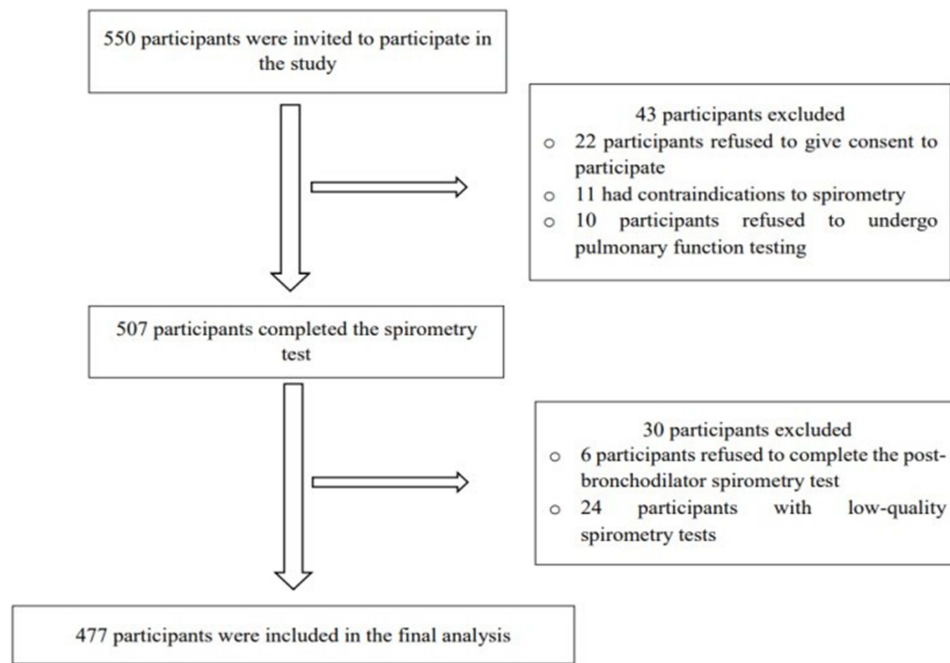 550 participants were invited to participate in
the study
43 participants excluded
o 22 participants refused to give consent to
participate
o 11 had contraindications to spirometry
o 10 participants refused to undergo
pulmonary function testing
507 participants completed the spirometry
test
30 participants excluded
o 6 participants refused to complete the post-
bronchodilator spirometry test
o 24 participants with low-quality
spirometry tests
477 participants were included in the final analysis